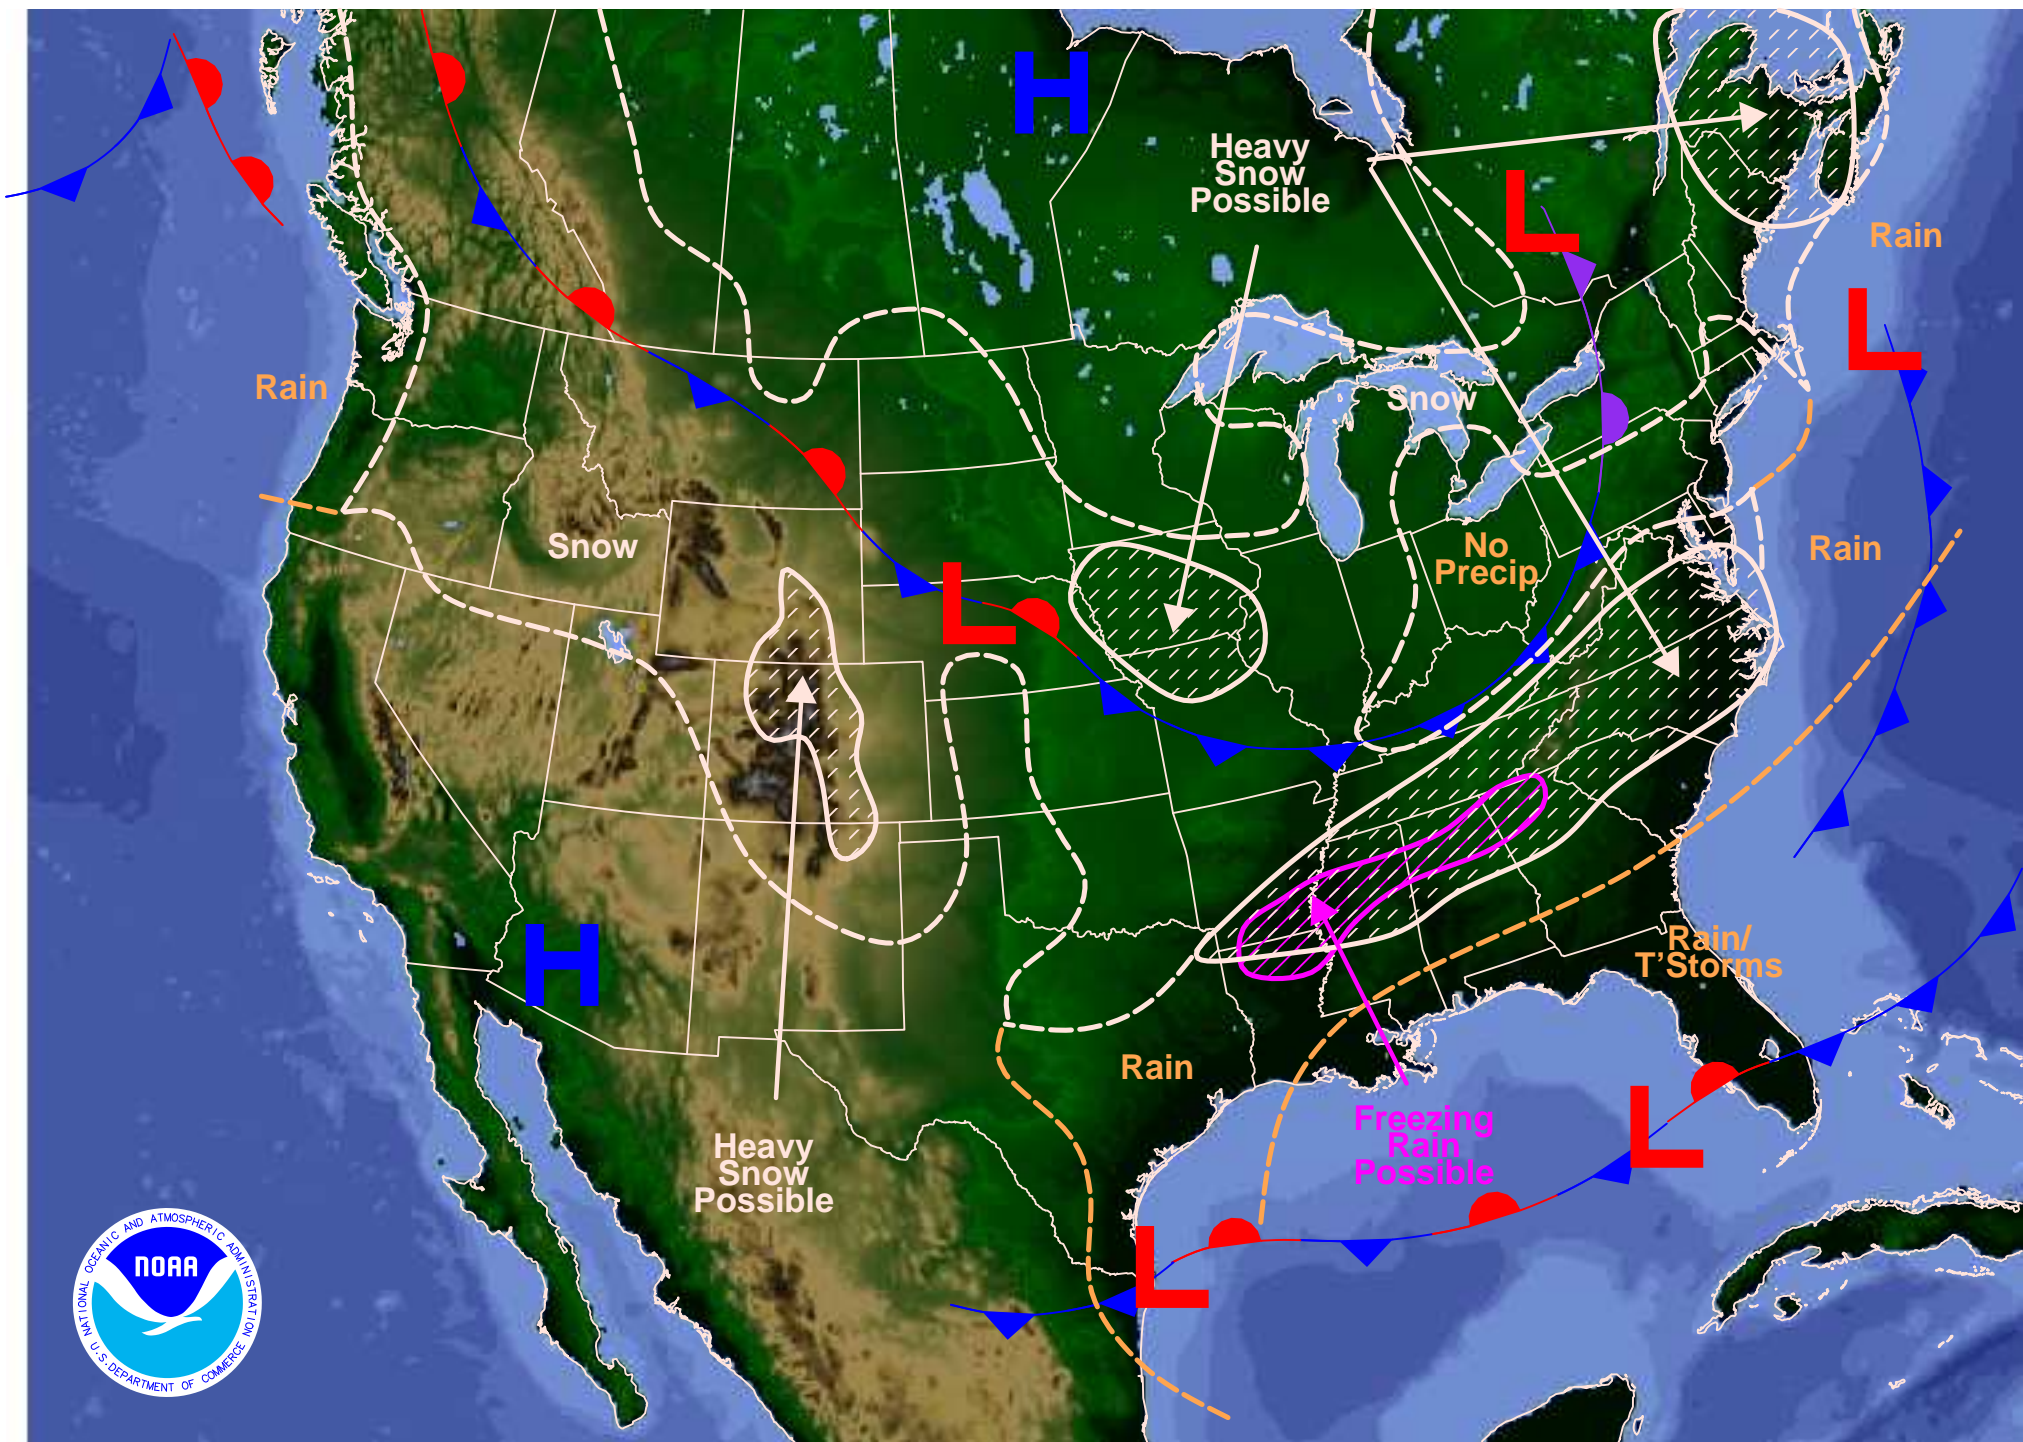 H
Heavy
Snow
Possible
L
Rain
L
Rain
Snow
Snow
No
Precip
Rain
L
H
Rain/
T'Storms
Rain
Freezing
Rain
Possible
L
Heavy
Snow
Possible
L
NATIONAL OCEANIC AND ATMOSPHERIC ADMINISTRATION
NOAA
U.S. DEPARTMENT OF COMMERCE